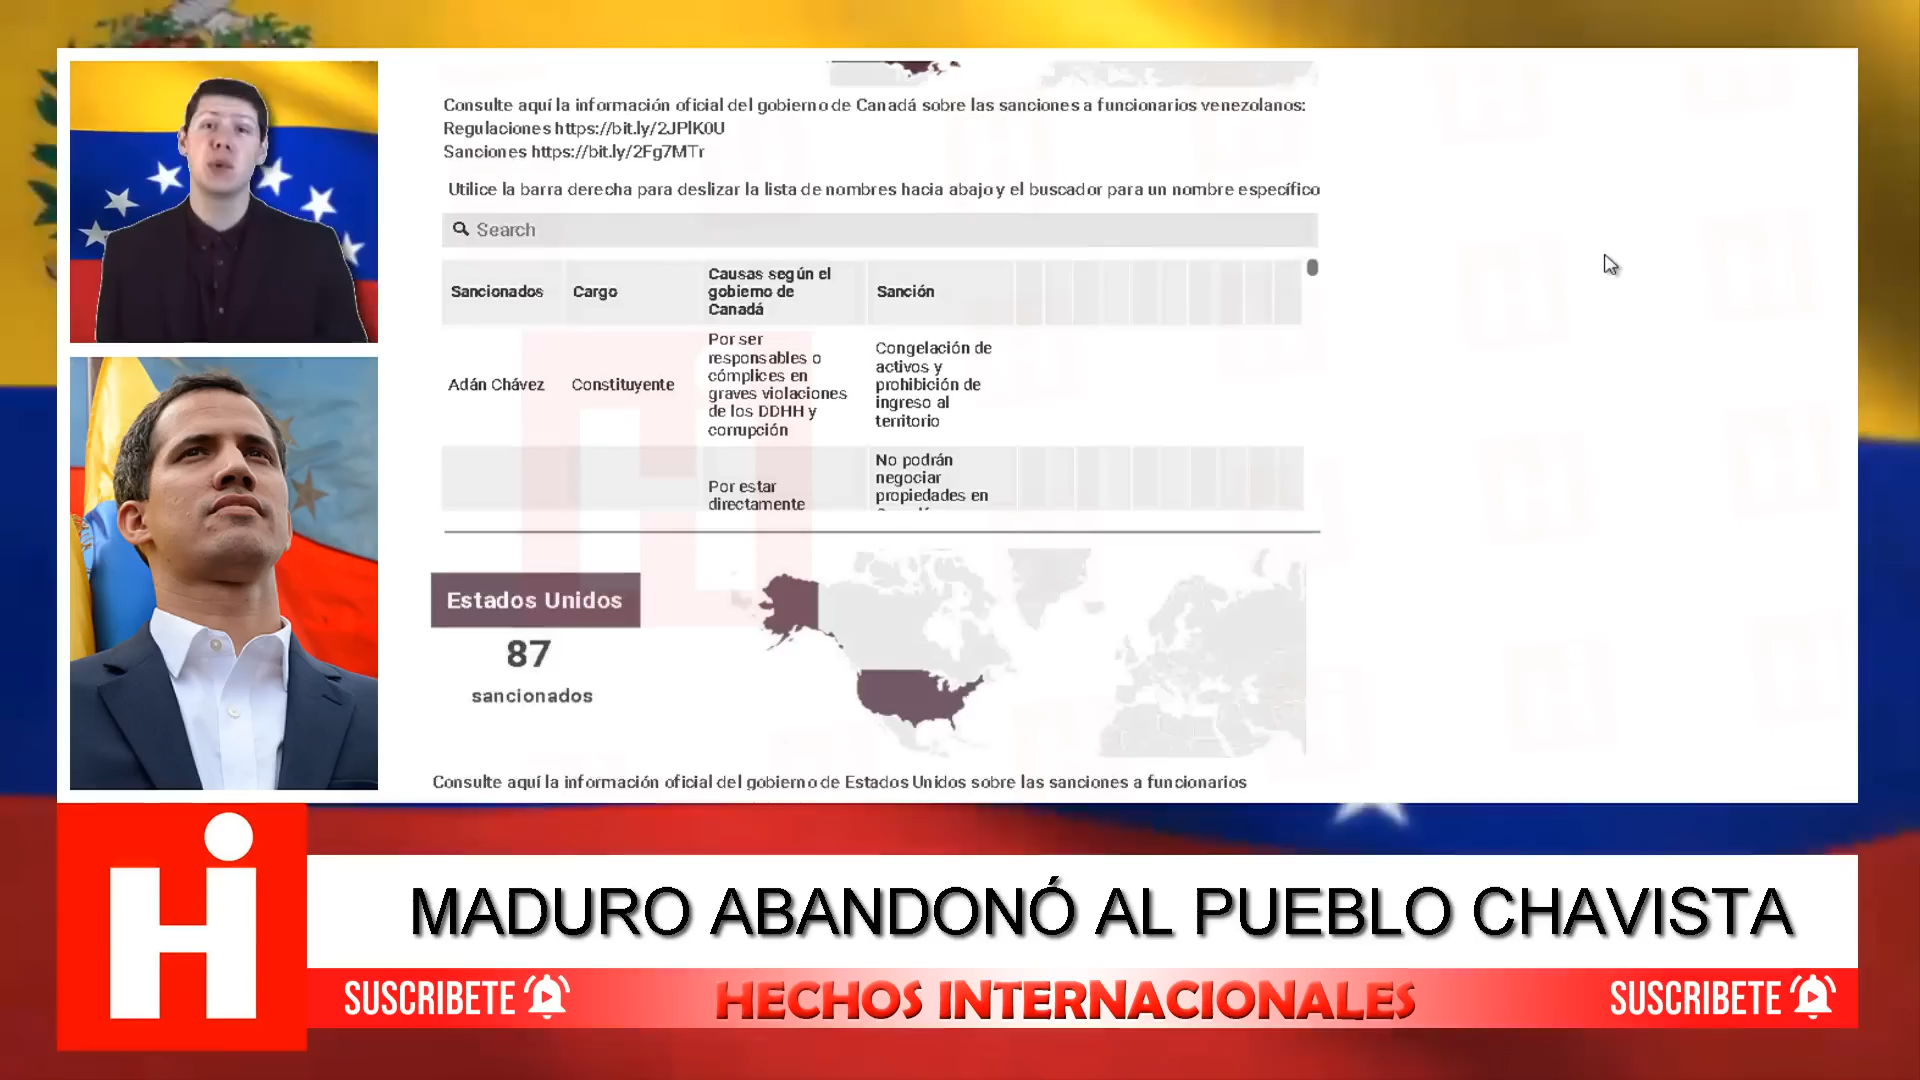 Consulte aquí la información oficial del gobierno de Canadá sobre las sanciones a funcionarios venezolanos:
Regulaciones https://bit.ly/2JPlK0U
Sanciones https://bit.ly/2Fg7MTr
Utilice la barra derecha para deslizar la lista de nombres hacia abajo y el buscador para un nombre específico
Search
Sancionados
Cargo
Causas según el
gobierno de
Canadá
Sanción
Adán Chávez
Constituyente
Por ser
responsables o
cómplices en
graves violaciones
de los DDHH y
corrupción
Congelación de
activos y
prohibición de
ingreso al
territorio
Por estar
directamente
No podrán
negociar
propiedades en
Estados Unidos
87
sancionados
Consulte aquí la información oficial del gobierno de Estados Unidos sobre las sanciones a funcionarios
Hi
MADURO ABANDONÓ AL PUEBLO CHAVISTA
SUSCRIBETE
HECHOS INTERNACIONALES
SUSCRIBETE